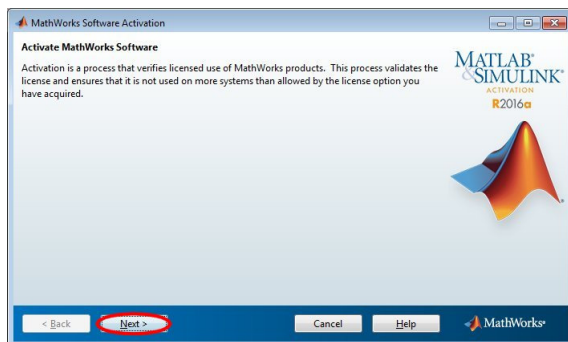 MathWorks Software Activation
Activate MathWorks Software
Activation is a process that verifies licensed use of MathWorks products. This process validates the
license and ensures that it is not used on more systems than allowed by the license option you
have acquired.
MATLAB®
&SIMULINK®
ACTIVATION
R2016a
< Back
Next >
Cancel
Help
MathWorks®